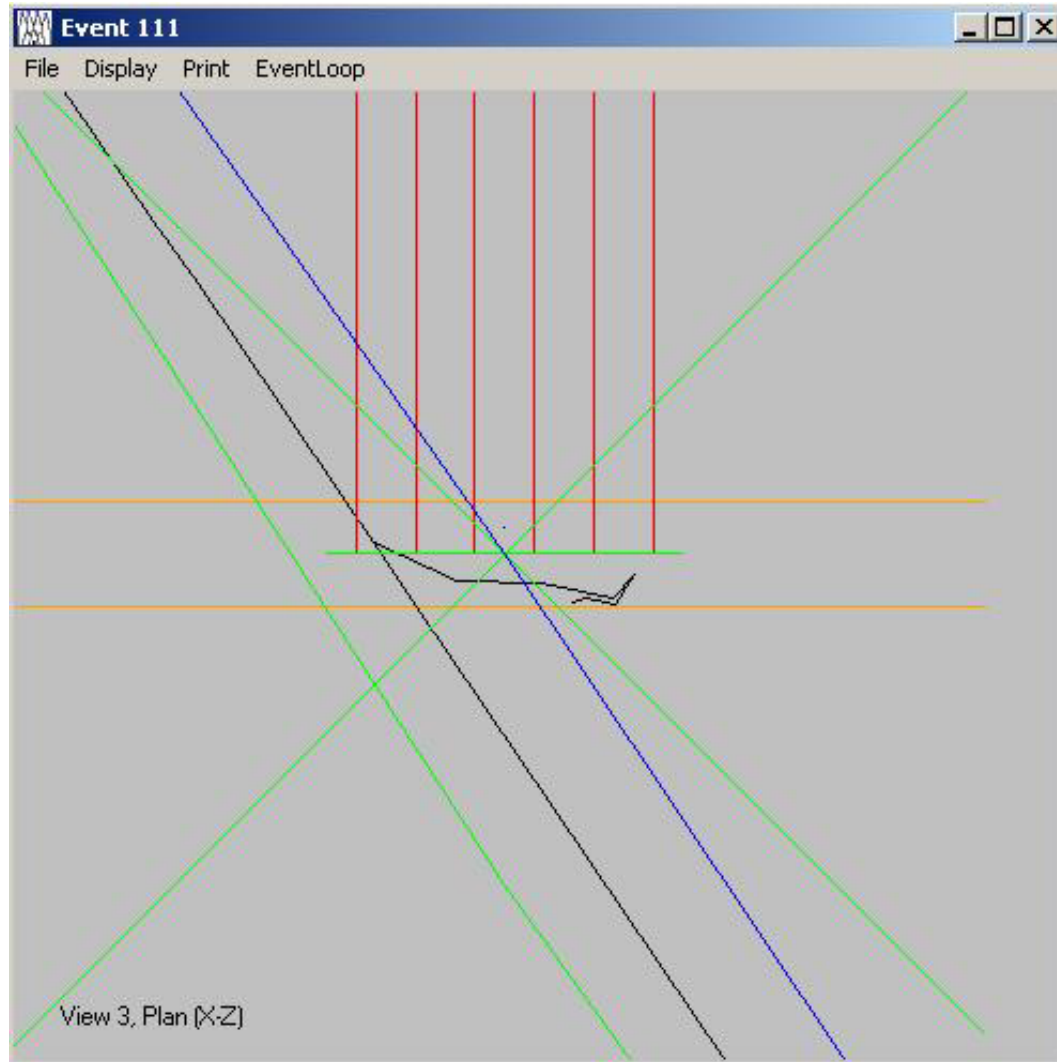 Event 111
File Display Print EventLoop
View 3, Plan (X-Z)